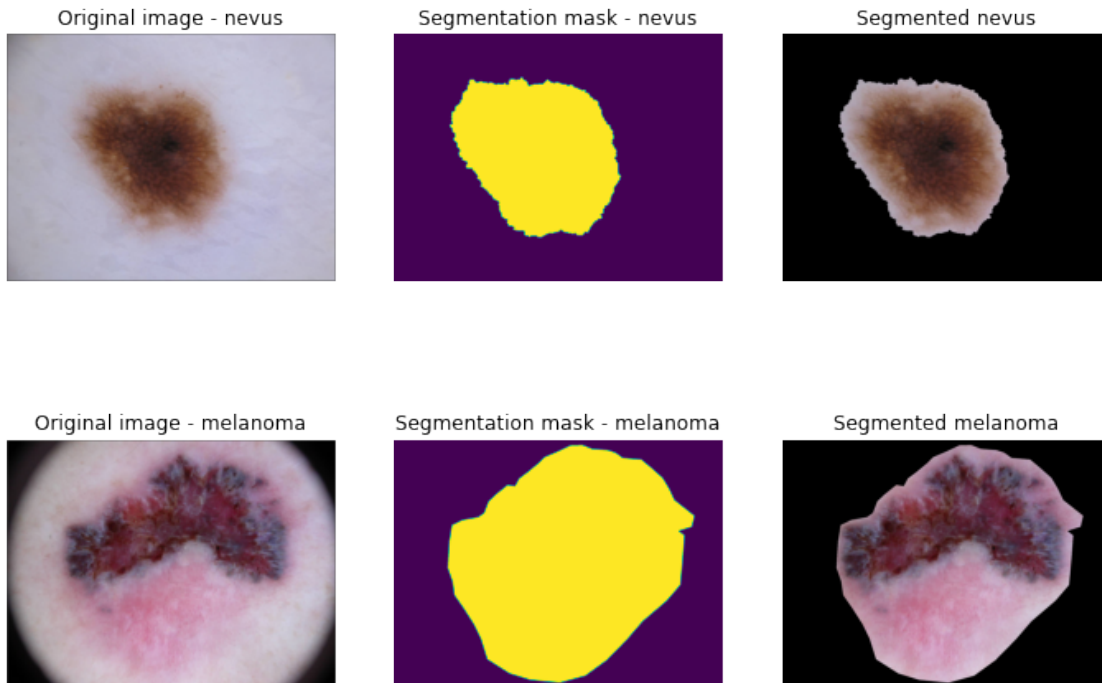 Original image - nevus
Segmentation mask - nevus
Segmented nevus
Original image - melanoma
Segmentation mask - melanoma
Segmented melanoma